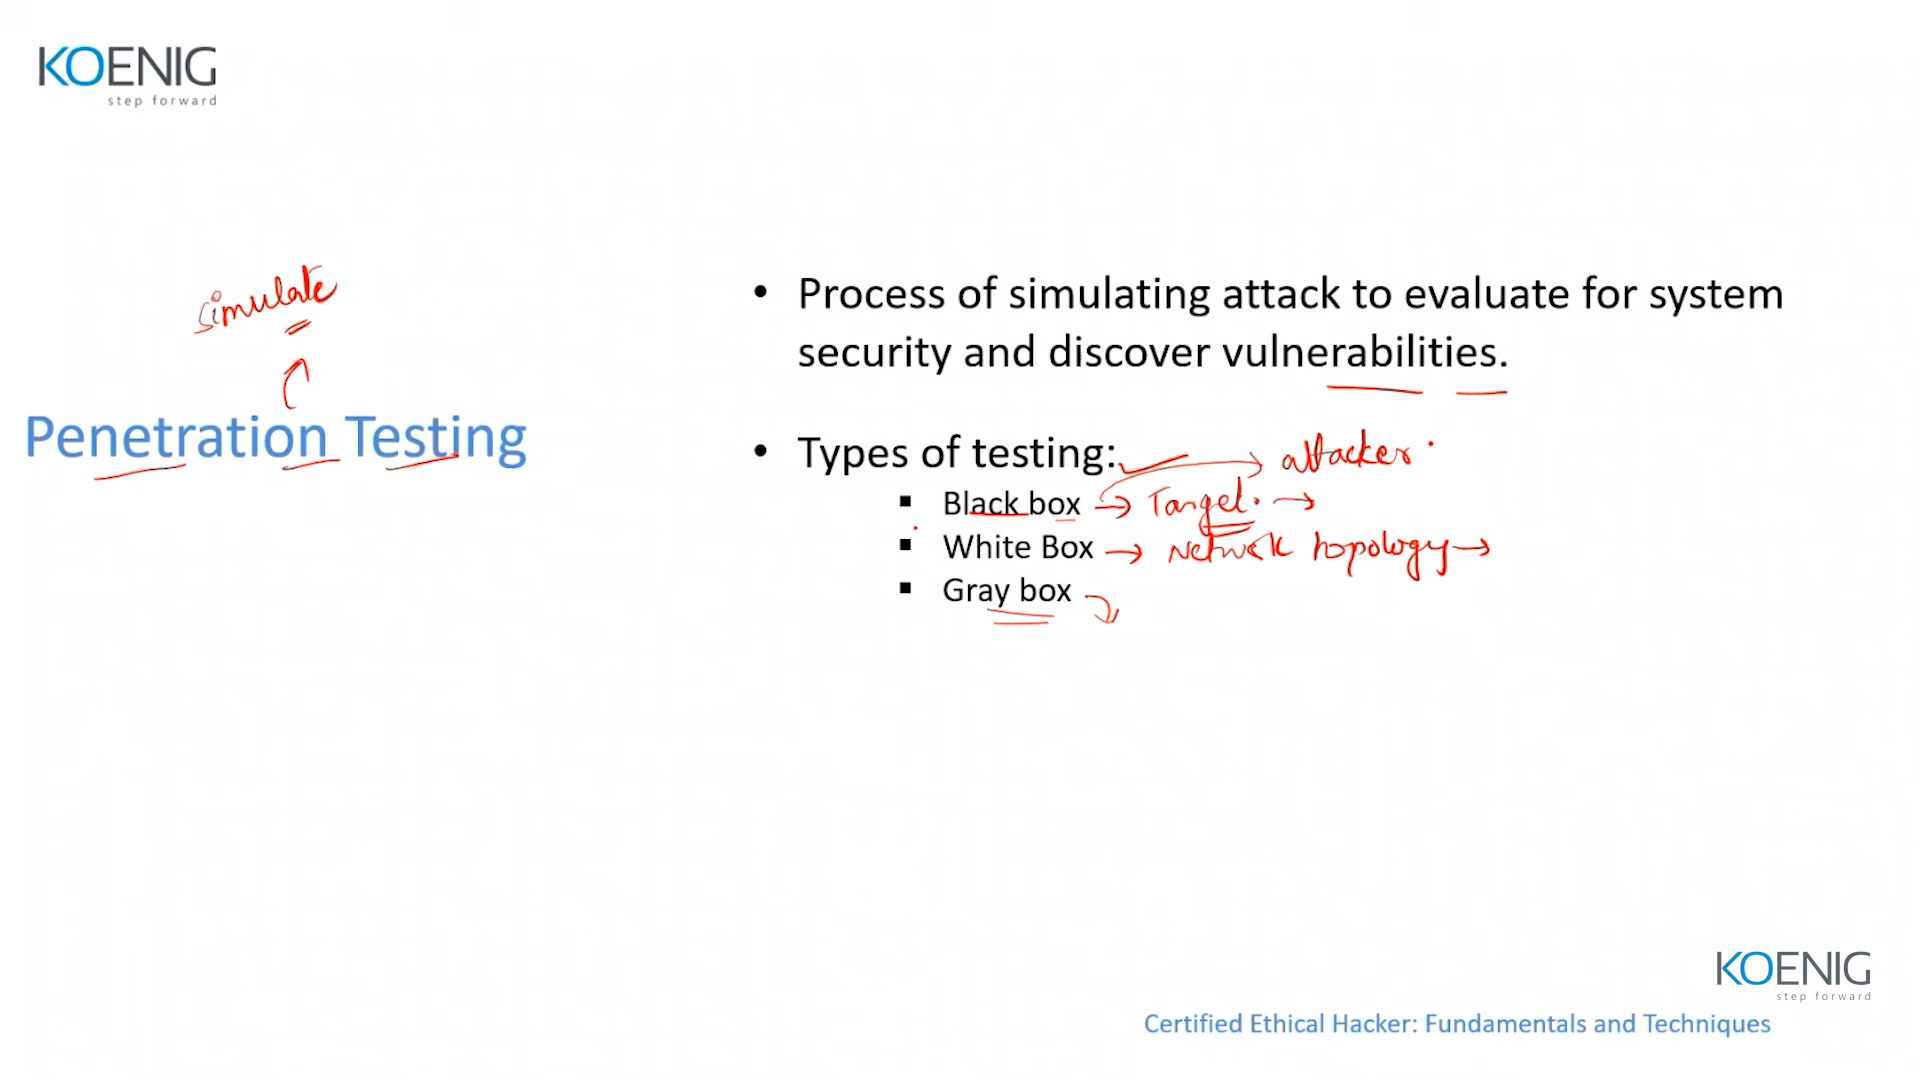 KOENIG
step forward
simulate
Penetration Testing
• Process of simulating attack to evaluate for system
security and discover vulnerabilities.
• Types of testing: attacker
▪ Black box → Target. →
▪ White Box → Network topology →
▪ Gray box
KOENIG
step forward
Certified Ethical Hacker: Fundamentals and Techniques